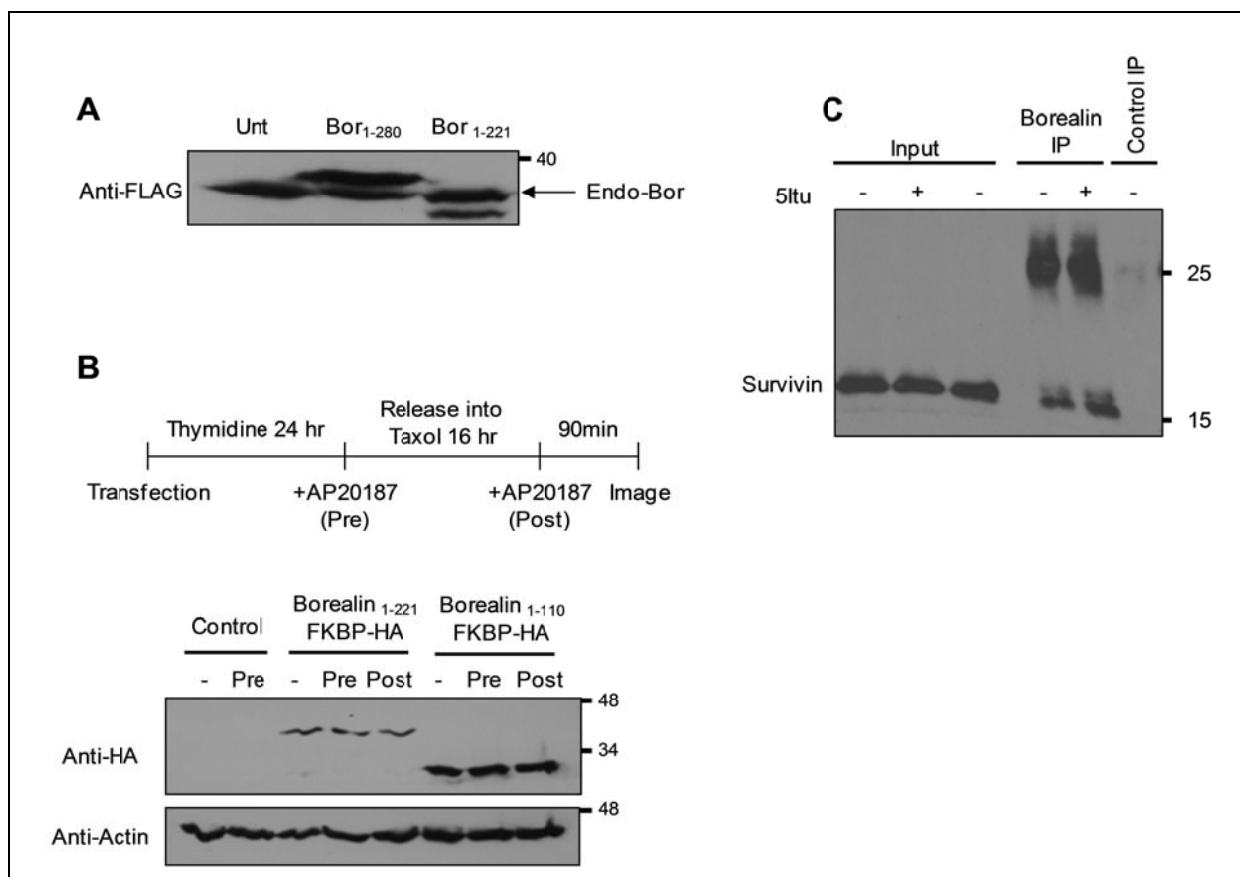 A
Unt Bor1-280 Bor 1-221
40
Anti-FLAG
Endo-Bor
B
Thymidine 24 hr
Release into
Taxol 16 hr
90min
Transfection
+AP20187
(Pre)
+AP20187
(Post)
Image
Control
Borealin 1-221
FKBP-HA
Borealin 1-110
FKBP-HA
- Pre - Pre Post - Pre Post
48
34
Anti-HA
48
Anti-Actin
C
Input
Borealin
IP
Control IP
5Itu - + - - + -
25
Survivin
15